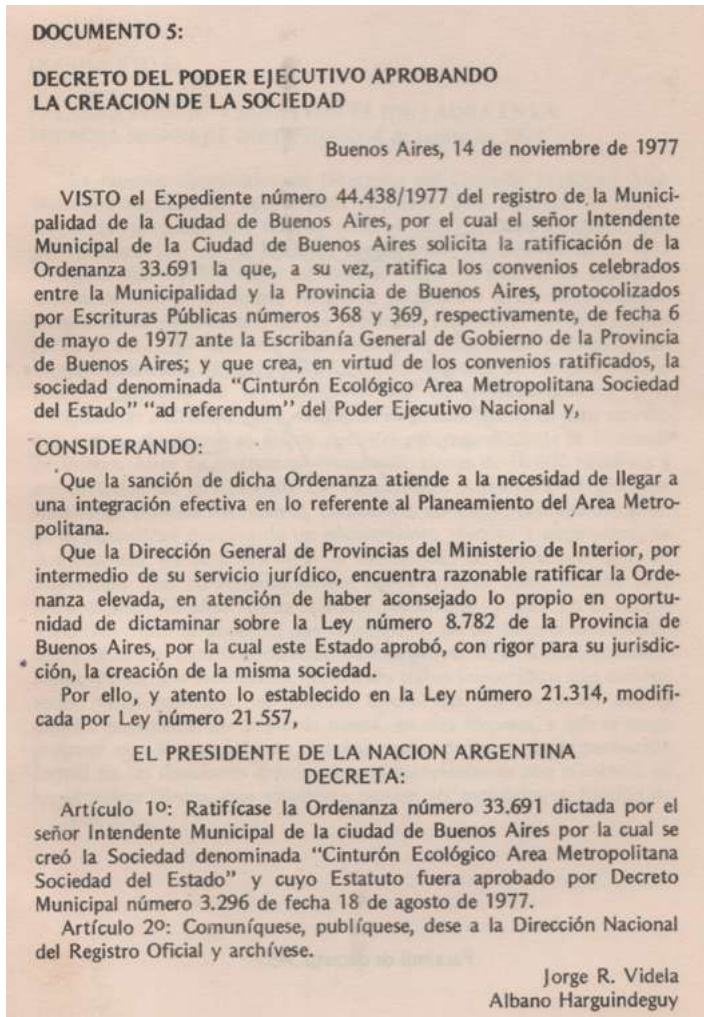 DOCUMENTO 5:
DECRETO DEL PODER EJECUTIVO APROBANDO
LA CREACION DE LA SOCIEDAD
Buenos Aires, 14 de noviembre de 1977
VISTO el Expediente número 44.438/1977 del registro de la Munici-
palidad de la Ciudad de Buenos Aires, por el cual el señor Intendente
Municipal de la Ciudad de Buenos Aires solicita la ratificación de la
Ordenanza 33.691 la que, a su vez, ratifica los convenios celebrados
entre la Municipalidad y la Provincia de Buenos Aires, protocolizados
por Escrituras Públicas números 368 y 369, respectivamente, de fecha 6
de mayo de 1977 ante la Escribanía General de Gobierno de la Provincia
de Buenos Aires; y que crea, en virtud de los convenios ratificados, la
sociedad denominada "Cinturón Ecológico Area Metropolitana Sociedad
del Estado" "ad referendum" del Poder Ejecutivo Nacional y,
CONSIDERANDO:
Que la sanción de dicha Ordenanza atiende a la necesidad de llegar a
una integración efectiva en lo referente al Planeamiento del Area Metro-
politana.
Que la Dirección General de Provincias del Ministerio de Interior, por
intermedio de su servicio jurídico, encuentra razonable ratificar la Orde-
nanza elevada, en atención de haber aconsejado lo propio en oportu-
nidad de dictaminar sobre la Ley número 8.782 de la Provincia de
Buenos Aires, por la cual este Estado aprobó, con rigor para su jurisdic-
ción, la creación de la misma sociedad.
Por ello, y atento lo establecido en la Ley número 21.314, modifi-
cada por Ley número 21.557,
EL PRESIDENTE DE LA NACION ARGENTINA
DECRETA:
Artículo 1º: Ratifícase la Ordenanza número 33.691 dictada por el
señor Intendente Municipal de la ciudad de Buenos Aires por la cual se
creó la Sociedad denominada "Cinturón Ecológico Area Metropolitana
Sociedad del Estado" y cuyo Estatuto fuera aprobado por Decreto
Municipal número 3.296 de fecha 18 de agosto de 1977.
Artículo 2º: Comuníquese, publíquese, dese a la Dirección Nacional
del Registro Oficial y archívese.
Jorge R. Videla
Albano Harguindeguy